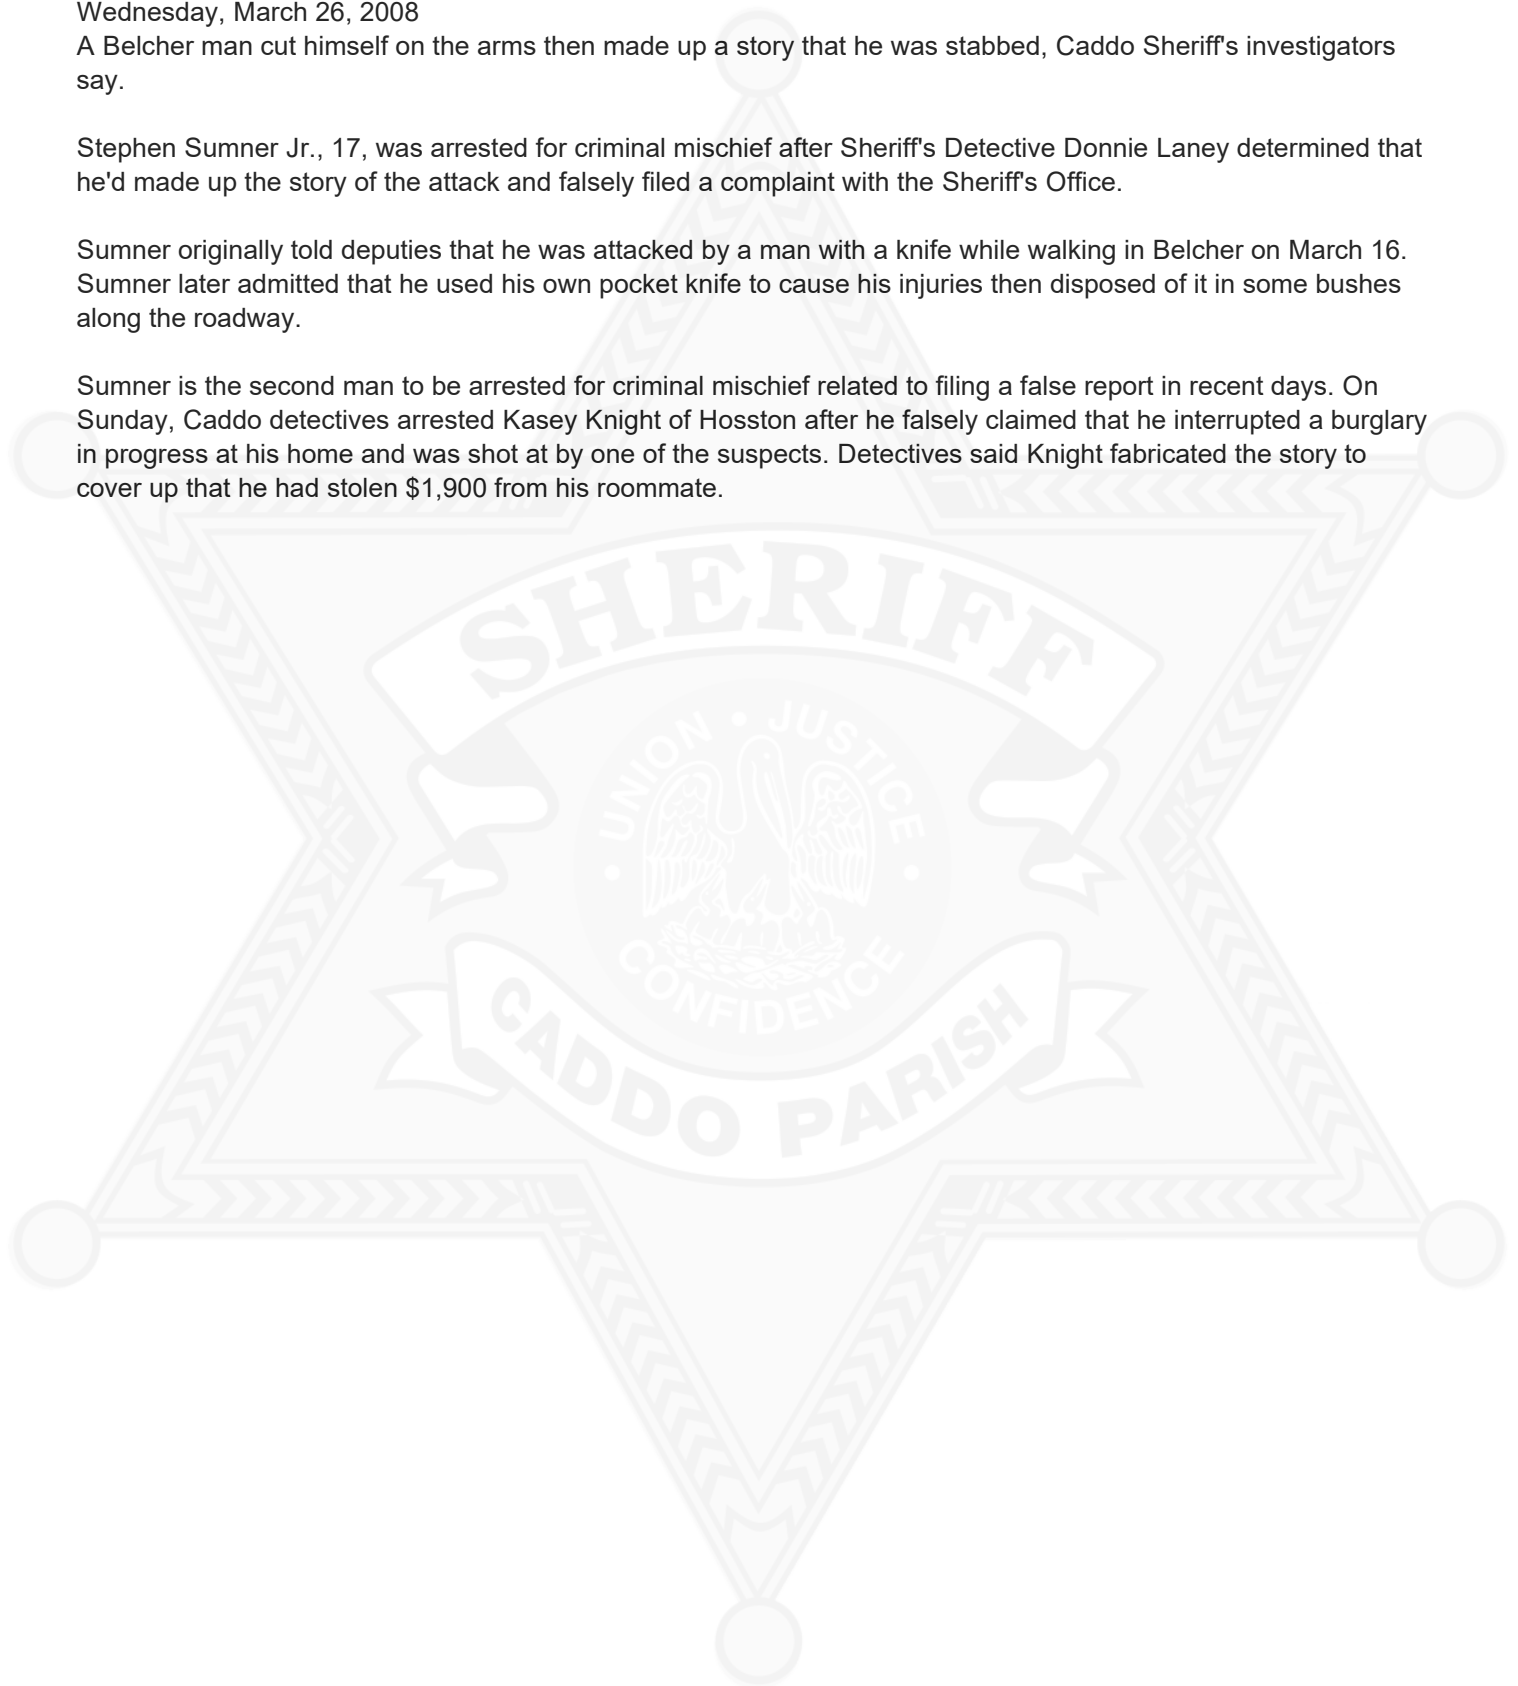 Wednesday, March 26, 2008
A Belcher man cut himself on the arms then made up a story that he was stabbed, Caddo Sheriff's investigators
say.
Stephen Sumner Jr., 17, was arrested for criminal mischief after Sheriff's Detective Donnie Laney determined that
he'd made up the story of the attack and falsely filed a complaint with the Sheriff's Office.
Sumner originally told deputies that he was attacked by a man with a knife while walking in Belcher on March 16.
Sumner later admitted that he used his own pocket knife to cause his injuries then disposed of it in some bushes
along the roadway.
Sumner is the second man to be arrested for criminal mischief related to filing a false report in recent days. On
Sunday, Caddo detectives arrested Kasey Knight of Hosston after he falsely claimed that he interrupted a burglary
in progress at his home and was shot at by one of the suspects. Detectives said Knight fabricated the story to
cover up that he had stolen $1,900 from his roommate.
SHERIFF
UNION • JUSTICE
• CONFIDENCE •
CADDO PARISH